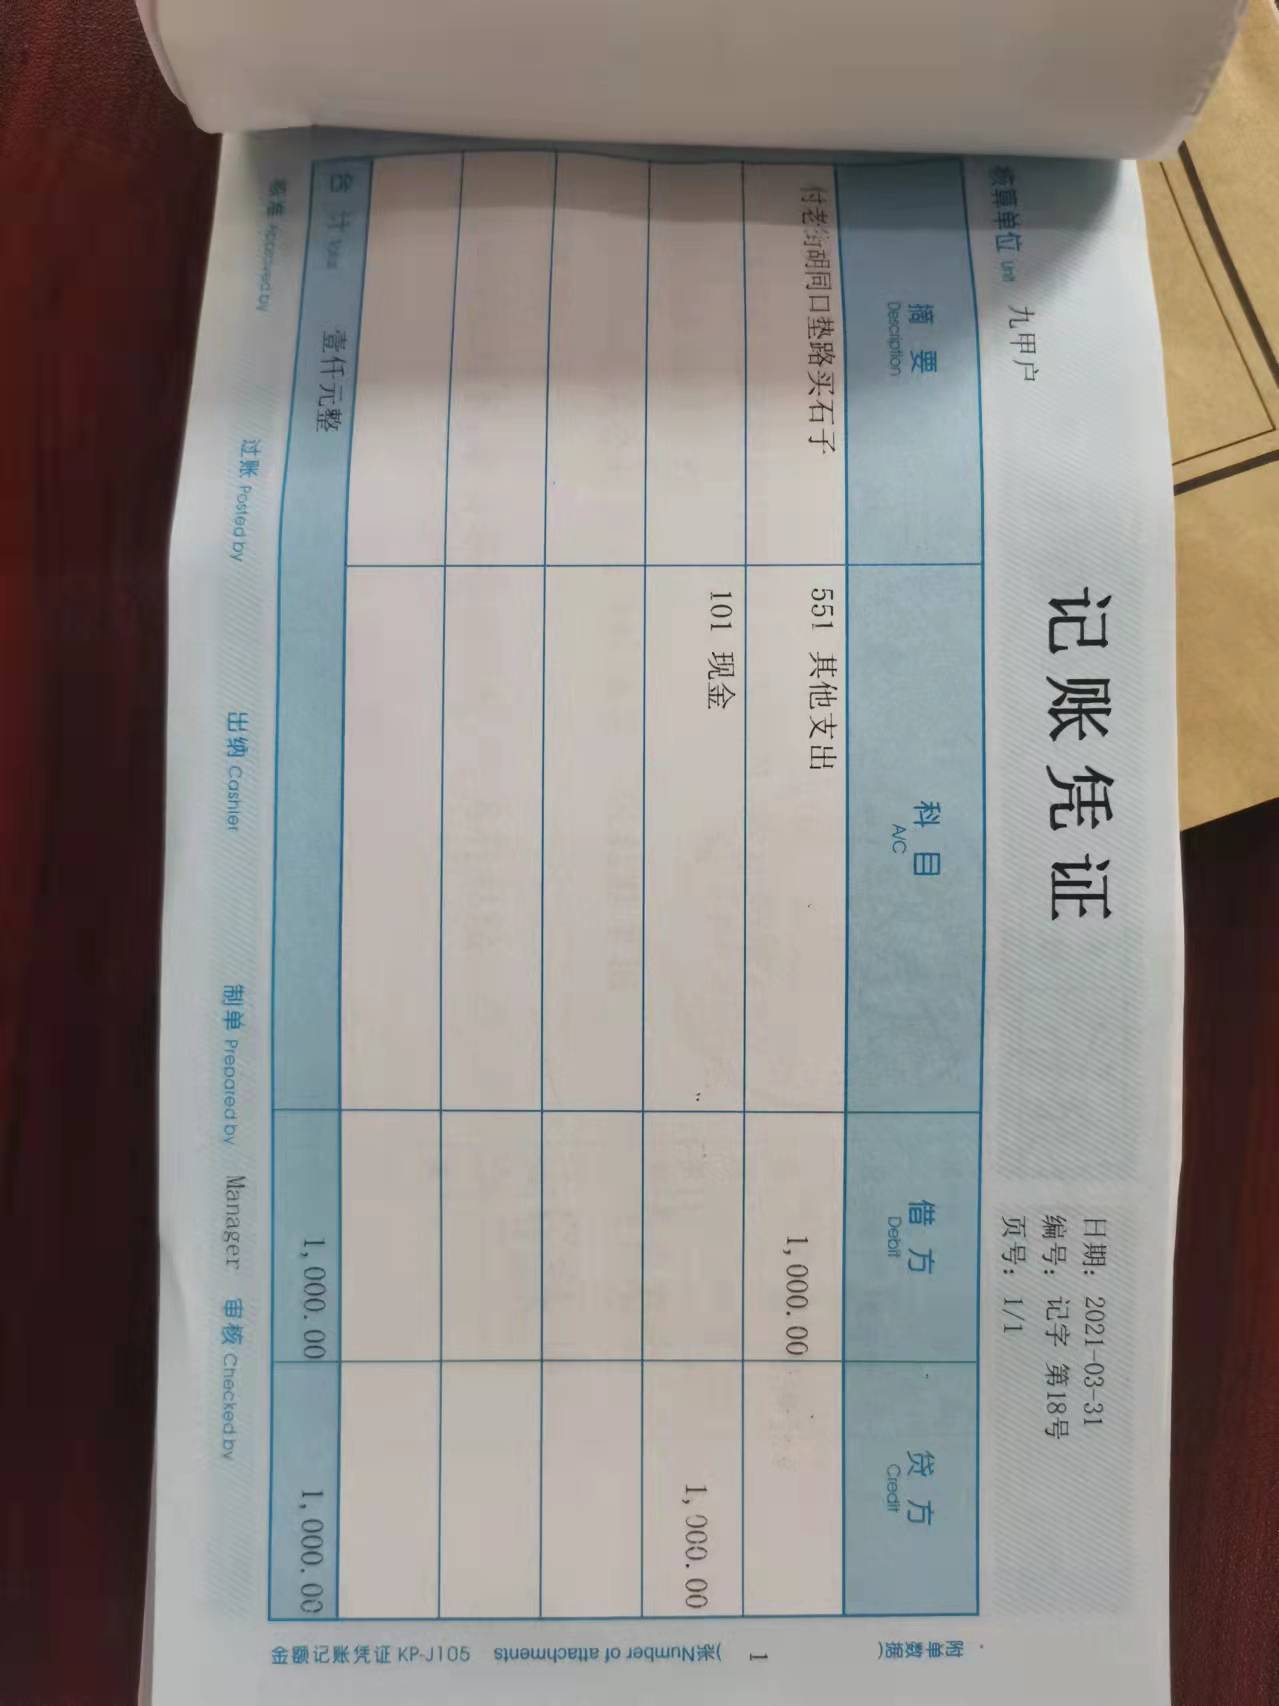 记账凭证
日期: 2021-03-31
编号: 记字 第18号
核算单位 Unit 九甲户
页号: 1/1
摘要 科目 借方 贷方
Description A/C Debit Credit
付老街胡同口垫路买石子 551 其他支出 1,000.00
101 现金 1,000.00
合计 Total 壹仟元整 1,000.00 1,000.00
核准 Approved by 过账 Posted by 出纳 Cashier 制单 Prepared by Manager 审核 Checked by
附单数据( 1 )张 Number of attachments
金额记账凭证 KP-J105